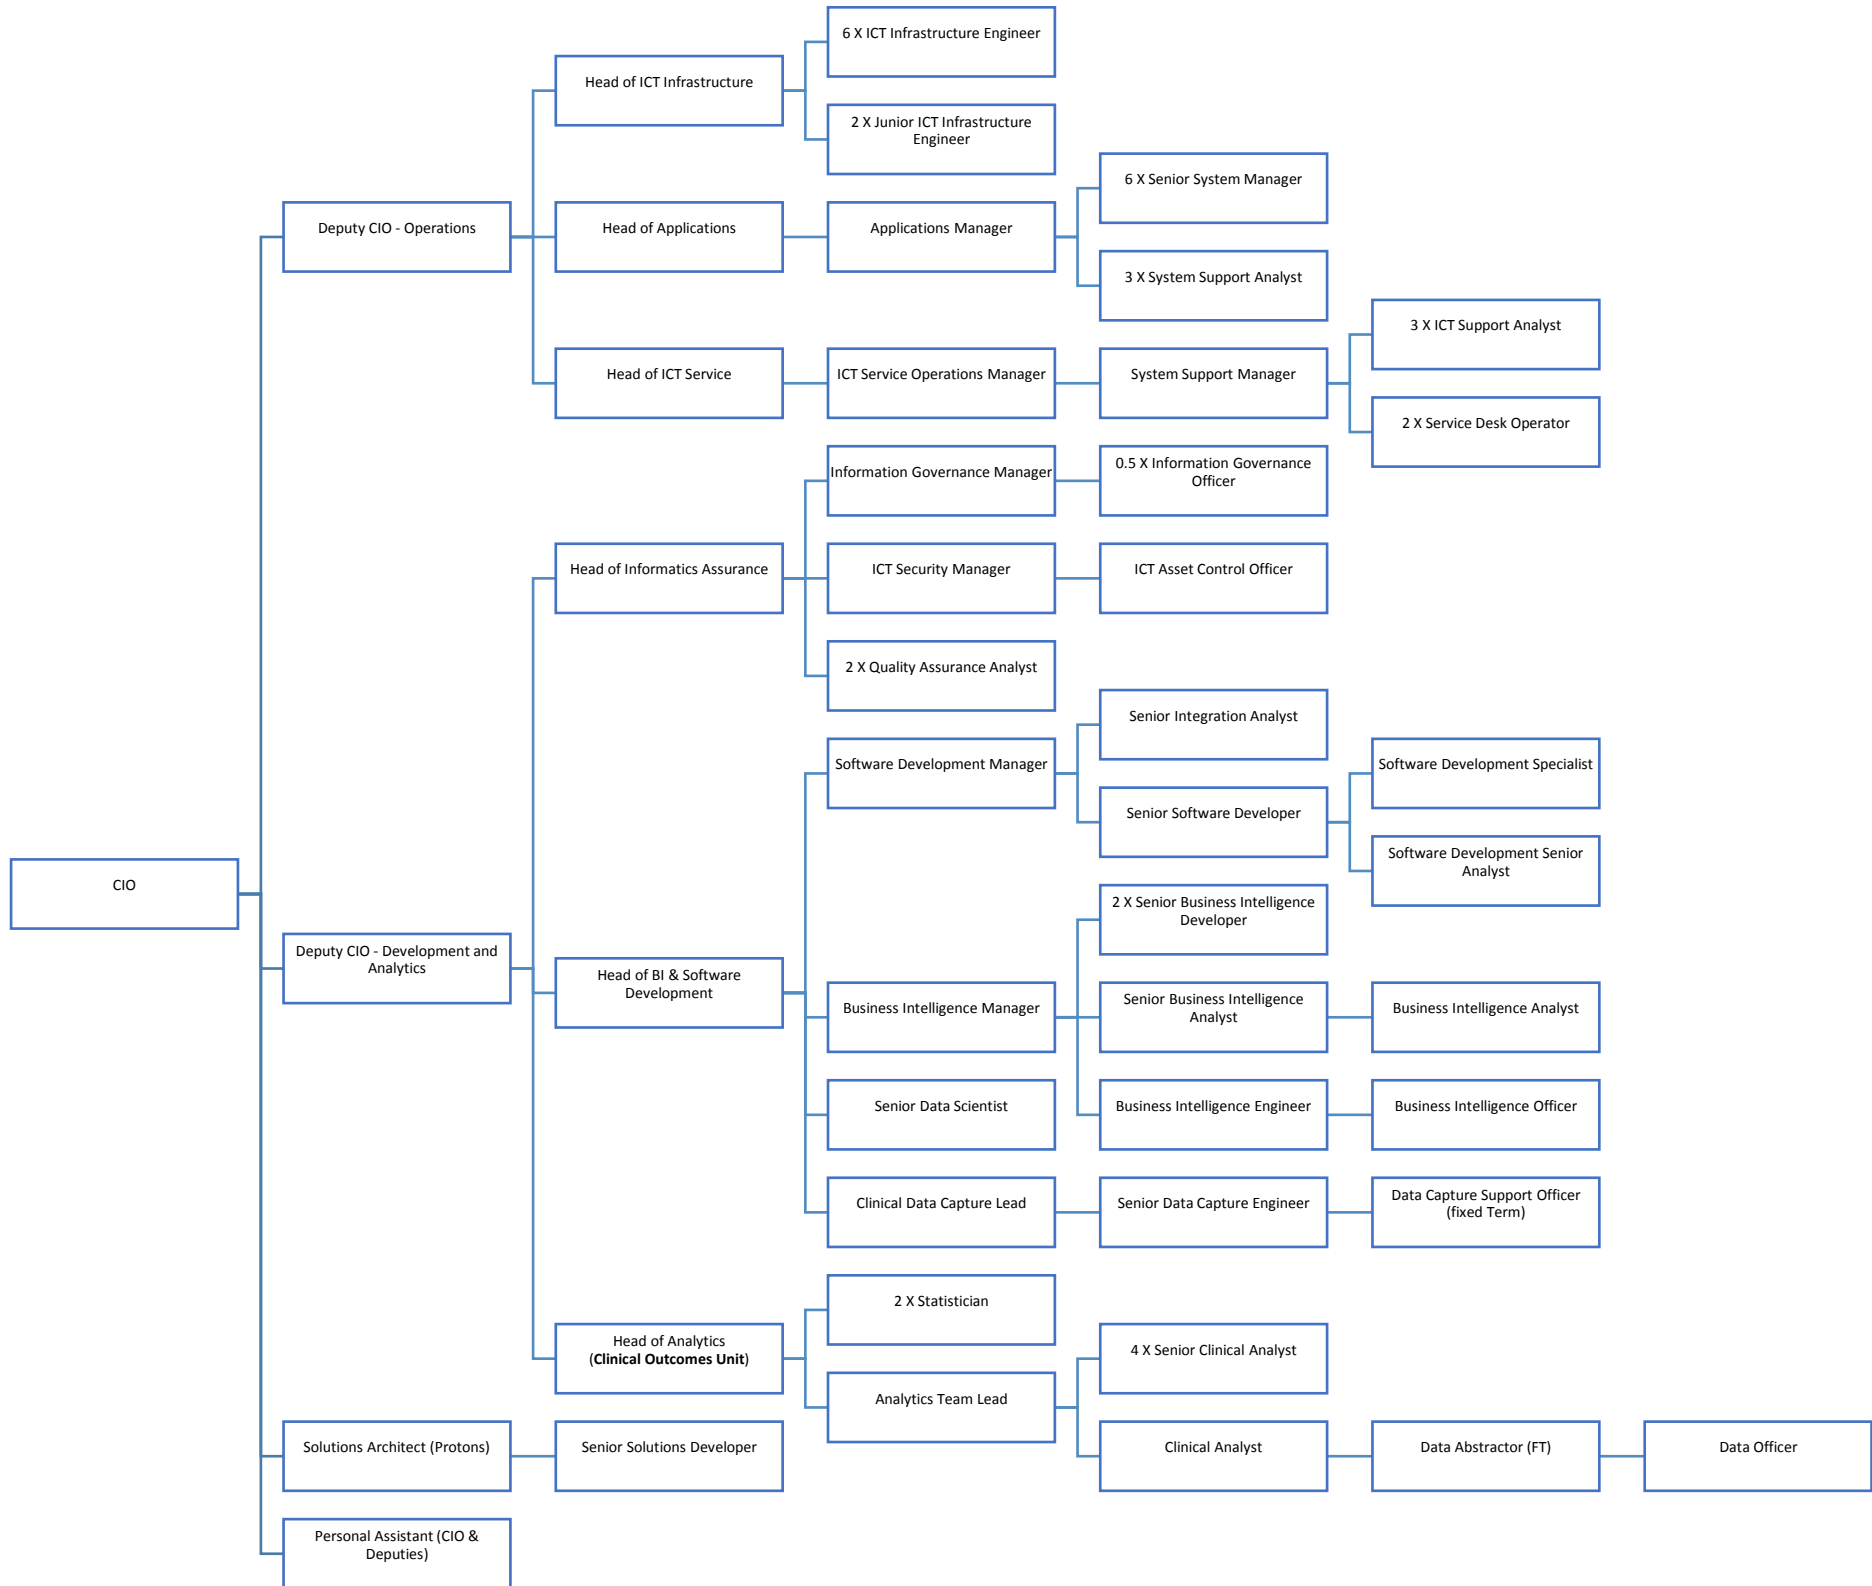 6 X ICT Infrastructure Engineer
Head of ICT Infrastructure
2 X Junior ICT Infrastructure
Engineer
6 X Senior System Manager
Deputy CIO - Operations
Head of Applications
Applications Manager
3 X System Support Analyst
3 X ICT Support Analyst
Head of ICT Service
ICT Service Operations Manager
System Support Manager
2 X Service Desk Operator
Information Governance Manager
0.5 X Information Governance
Officer
Head of Informatics Assurance
ICT Security Manager
ICT Asset Control Officer
2 X Quality Assurance Analyst
Senior Integration Analyst
Software Development Manager
Software Development Specialist
Senior Software Developer
Software Development Senior
Analyst
CIO
2 X Senior Business Intelligence
Developer
Deputy CIO - Development and
Analytics
Head of BI & Software
Development
Business Intelligence Manager
Senior Business Intelligence
Analyst
Business Intelligence Analyst
Senior Data Scientist
Business Intelligence Engineer
Business Intelligence Officer
Clinical Data Capture Lead
Senior Data Capture Engineer
Data Capture Support Officer
(fixed Term)
2 X Statistician
Head of Analytics
(Clinical Outcomes Unit)
4 X Senior Clinical Analyst
Analytics Team Lead
Solutions Architect (Protons)
Senior Solutions Developer
Clinical Analyst
Data Abstractor (FT)
Data Officer
Personal Assistant (CIO &
Deputies)